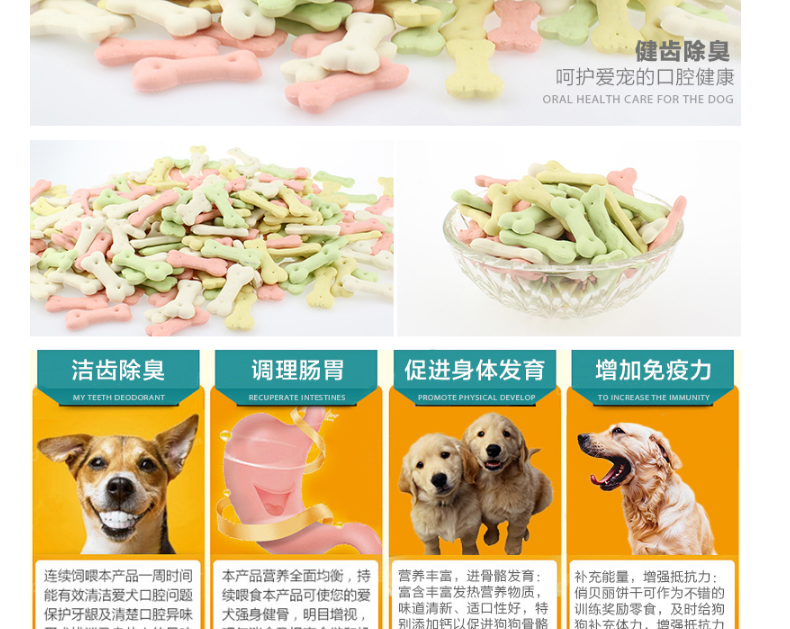 健齿除臭
呵护爱宠的口腔健康
ORAL HEALTH CARE FOR THE DOG
洁齿除臭
MY TEETH DEODORANT
调理肠胃
RECUPERATE INTESTINES
促进身体发育
PROMOTE PHYSICAL DEVELOP
增加免疫力
TO INCREASE THE IMMUNITY
连续饲喂本产品一周时间
能有效清洁爱犬口腔问题
保护牙龈及清楚口腔异味
本产品营养全面均衡，持
续喂食本产品可使您的爱
犬强身健骨，明目增视，
营养丰富，进骨骼发育：
富含丰富发热营养物质，
味道清新、适口性好，特
别添加钙以促进狗狗骨骼
补充能量，增强抵抗力：
俏贝丽饼干可作为不错的
训练奖励零食，及时给狗
狗补充体力，增强抵抗力